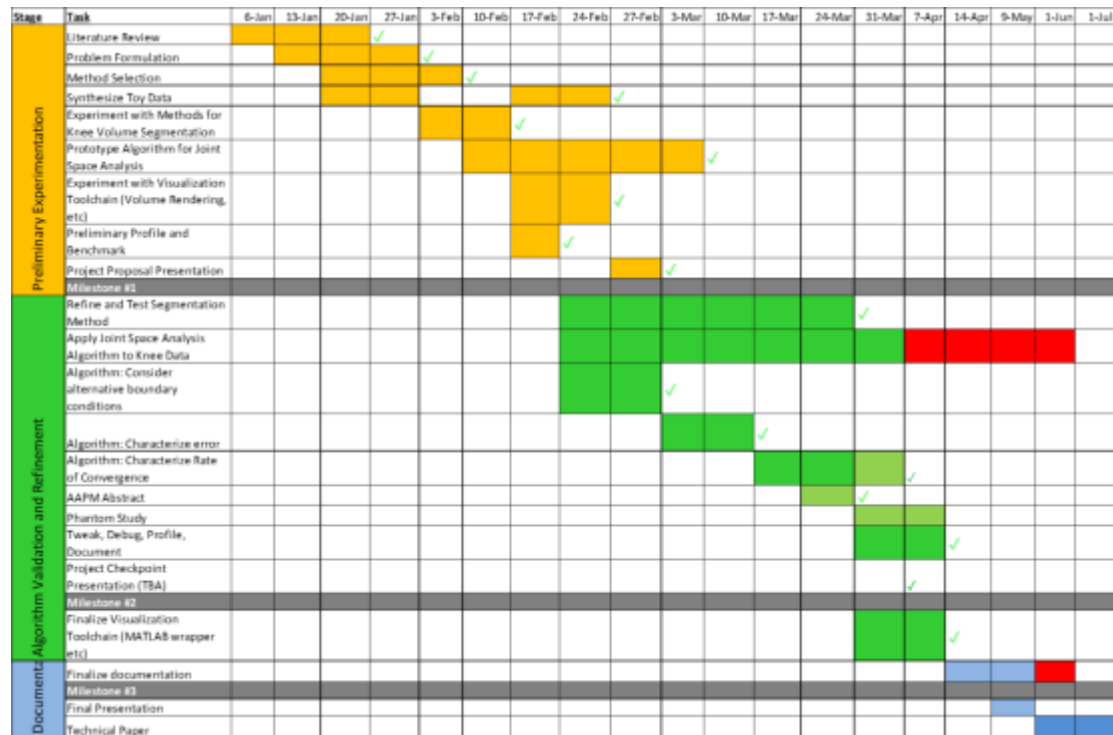 Stage Task 6-Jan 13-Jan 20-Jan 27-Jan 3-Feb 10-Feb 17-Feb 24-Feb 27-Feb 3-Mar 10-Mar 17-Mar 24-Mar 31-Mar 7-Apr 14-Apr 9-May 1-Jun 1-Jul
Preliminary Experimentation
Literature Review
Problem Formulation
Method Selection
Synthesize Toy Data
Experiment with Methods for
Knee Volume Segmentation
Prototype Algorithm for Joint
Space Analysis
Experiment with Visualization
Toolchain (Volume Rendering,
etc)
Preliminary Profile and
Benchmark
Project Proposal Presentation
Milestone #1
Algorithm Validation and Refinement
Refine and Test Segmentation
Method
Apply Joint Space Analysis
Algorithm to Knee Data
Algorithm: Consider
alternative boundary
conditions
Algorithm: Characterize error
Algorithm: Characterize Rate
of Convergence
AAPM Abstract
Phantom Study
Tweak, Debug, Profile,
Document
Project Checkpoint
Presentation (TBA)
Milestone #2
Finalize Visualization
Toolchain (MATLAB wrapper
etc)
Documenta
Finalize documentation
Milestone #3
Final Presentation
Technical Paper